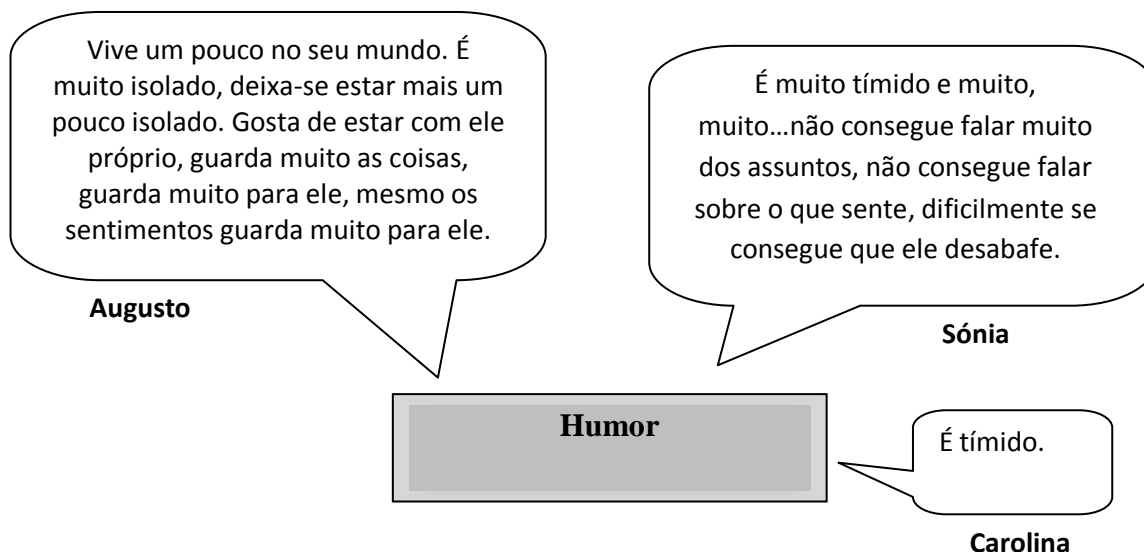 Vive um pouco no seu mundo. É
muito isolado, deixa-se estar mais um
pouco isolado. Gosta de estar com ele
próprio, guarda muito as coisas,
guarda muito para ele, mesmo os
sentimentos guarda muito para ele.
Augusto
É muito tímido e muito,
muito...não consegue falar muito
dos assuntos, não consegue falar
sobre o que sente, dificilmente se
consegue que ele desabafe.
Sónia
Humor
É tímido.
Carolina